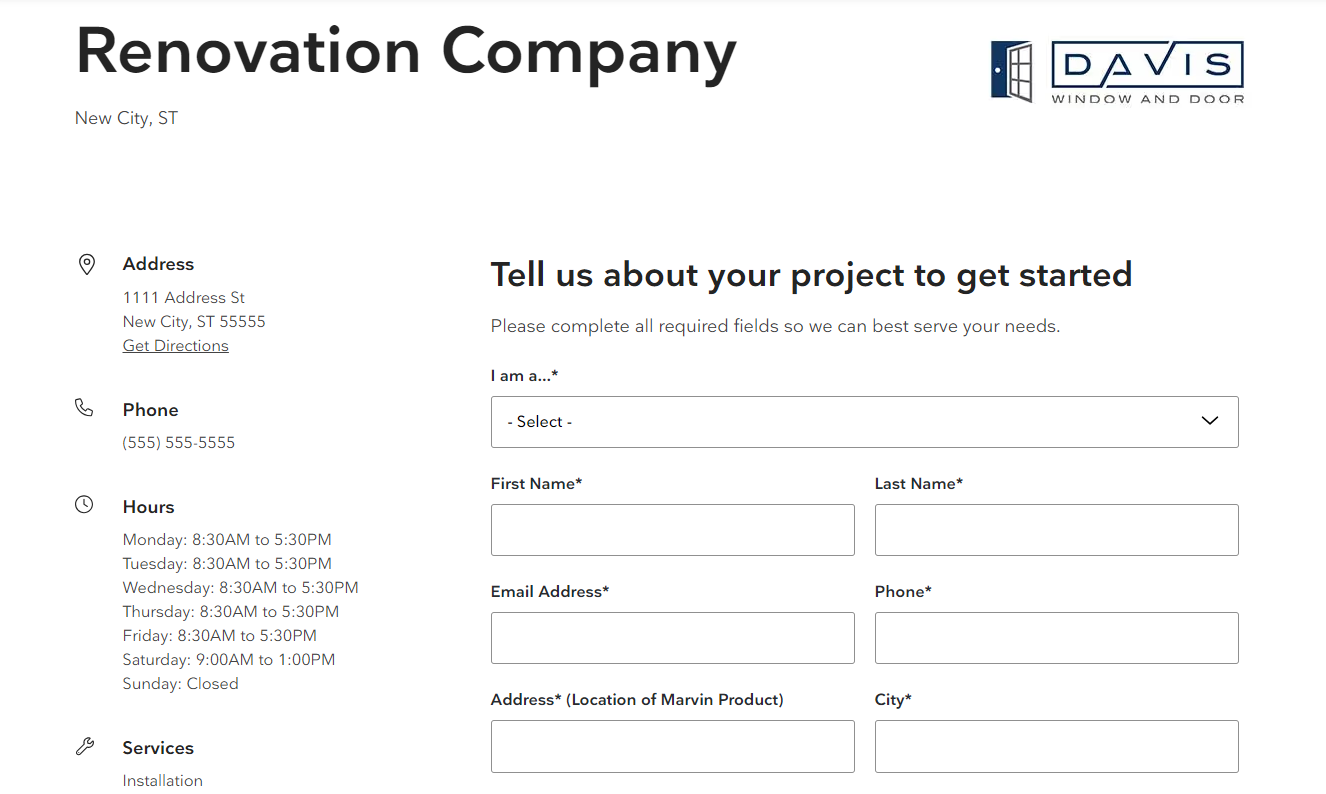 Renovation Company
DAVIS
WINDOW AND DOOR
New City, ST
Address
1111 Address St
New City, ST 55555
Get Directions
Phone
(555) 555-5555
Hours
Monday: 8:30AM to 5:30PM
Tuesday: 8:30AM to 5:30PM
Wednesday: 8:30AM to 5:30PM
Thursday: 8:30AM to 5:30PM
Friday: 8:30AM to 5:30PM
Saturday: 9:00AM to 1:00PM
Sunday: Closed
Services
Installation
Tell us about your project to get started
Please complete all required fields so we can best serve your needs.
I am a...*
- Select -
First Name*
Last Name*
Email Address*
Phone*
Address* (Location of Marvin Product)
City*